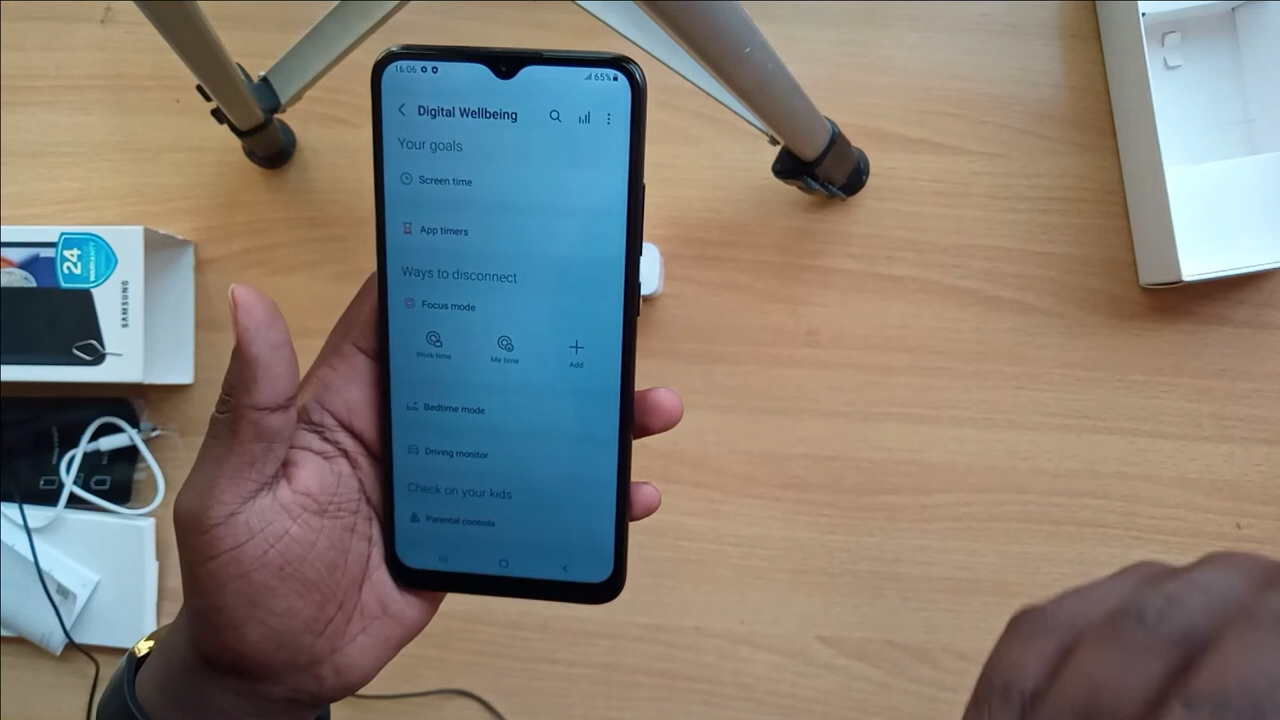 16:06
65%
Digital Wellbeing
Your goals
Screen time
App timers
Ways to disconnect
Focus mode
Work time
Me time
Add
Bedtime mode
Driving monitor
Check on your kids
Parental controls
24
WARRANTY
SAMSUNG